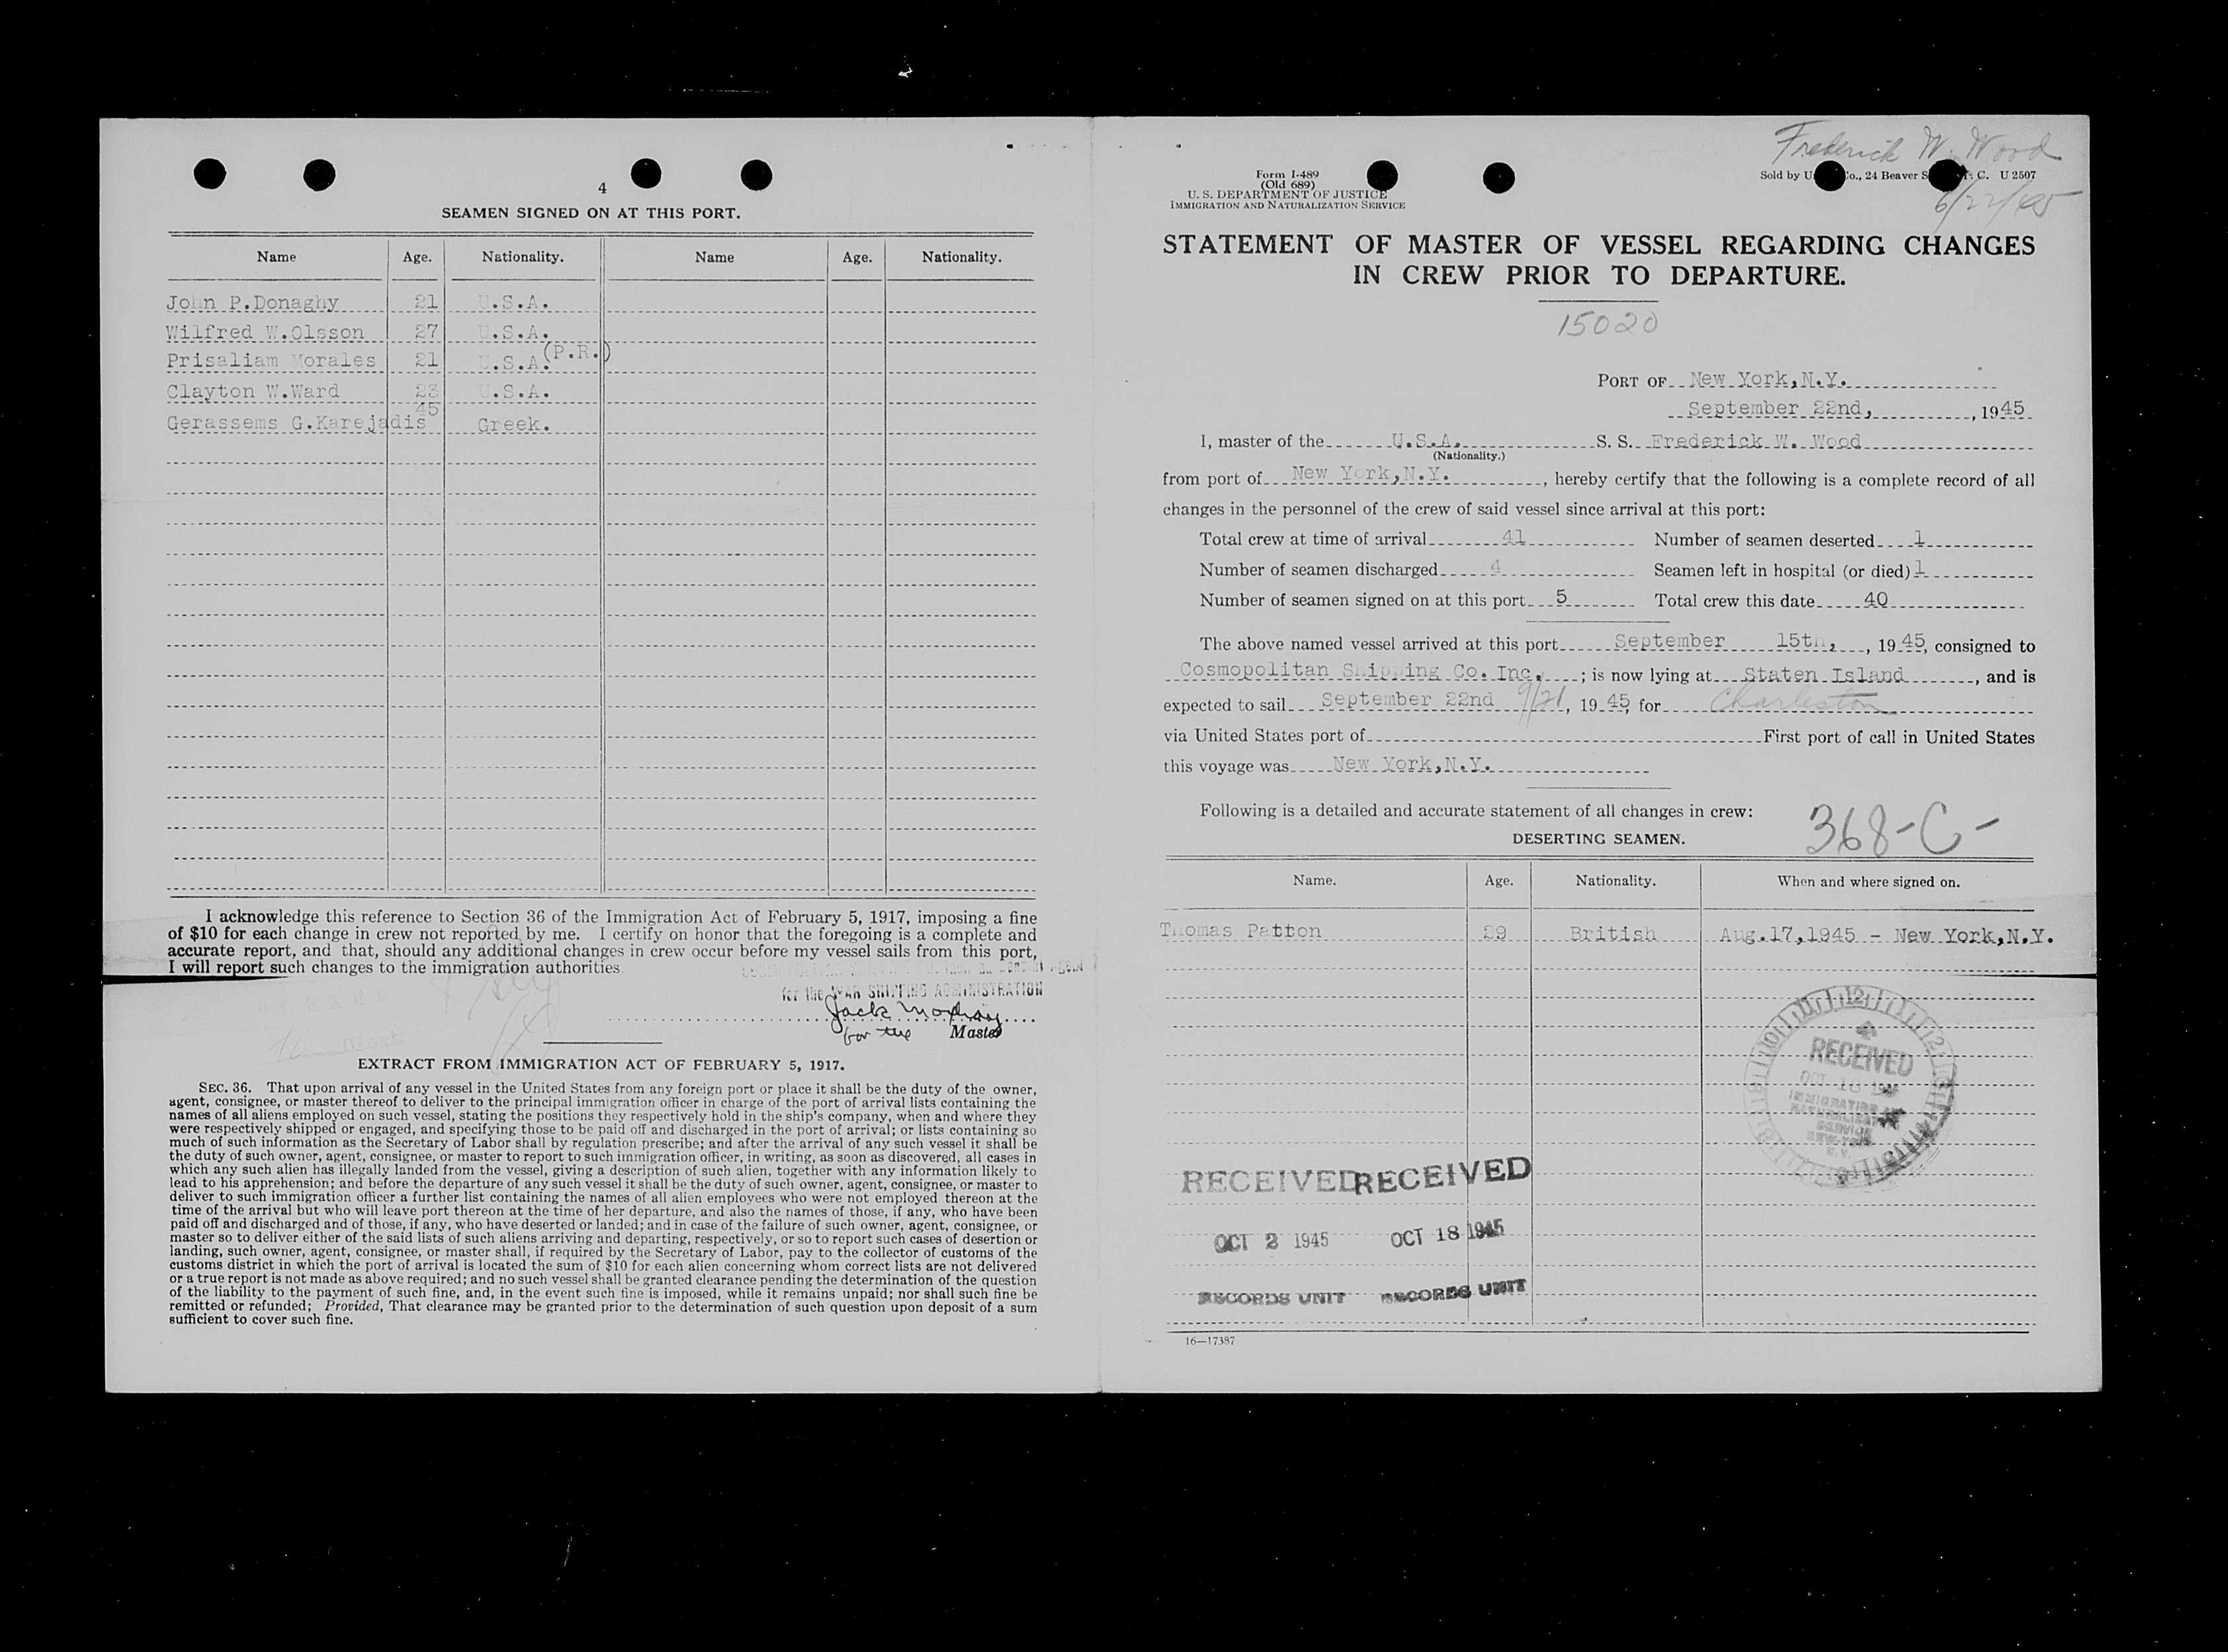 4
SEAMEN SIGNED ON AT THIS PORT.
Name Age. Nationality. Name Age. Nationality.
John P.Donaghy 21 U.S.A.
Wilfred W.Olsson 27 U.S.A.
Prisaliam Morales 21 U.S.A. (P.R.)
Clayton W.Ward 23 U.S.A.
Gerassems G.Karejadis 45 Greek.
I acknowledge this reference to Section 36 of the Immigration Act of February 5, 1917, imposing a fine
of $10 for each change in crew not reported by me. I certify on honor that the foregoing is a complete and
accurate report, and that, should any additional changes in crew occur before my vessel sails from this port,
I will report such changes to the immigration authorities.
for the WAR SHIPPING ADMINISTRATION
Jack
for the Master
EXTRACT FROM IMMIGRATION ACT OF FEBRUARY 5, 1917.
SEC. 36. That upon arrival of any vessel in the United States from any foreign port or place it shall be the duty of the owner,
agent, consignee, or master thereof to deliver to the principal immigration officer in charge of the port of arrival lists containing the
names of all aliens employed on such vessel, stating the positions they respectively hold in the ship's company, when and where they
were respectively shipped or engaged, and specifying those to be paid off and discharged in the port of arrival; or lists containing so
much of such information as the Secretary of Labor shall by regulation prescribe; and after the arrival of any such vessel it shall be
the duty of such owner, agent, consignee, or master to report to such immigration officer, in writing, as soon as discovered, all cases in
which any such alien has illegally landed from the vessel, giving a description of such alien, together with any information likely to
lead to his apprehension; and before the departure of any such vessel it shall be the duty of such owner, agent, consignee, or master to
deliver to such immigration officer a further list containing the names of all alien employees who were not employed thereon at the
time of the arrival but who will leave port thereon at the time of her departure, and also the names of those, if any, who have been
paid off and discharged and of those, if any, who have deserted or landed; and in case of the failure of such owner, agent, consignee, or
master so to deliver either of the said lists of such aliens arriving and departing, respectively, or so to report such cases of desertion or
landing, such owner, agent, consignee, or master shall, if required by the Secretary of Labor, pay to the collector of customs of the
customs district in which the port of arrival is located the sum of $10 for each alien concerning whom correct lists are not delivered
or a true report is not made as above required; and no such vessel shall be granted clearance pending the determination of the question
of the liability to the payment of such fine, and, in the event such fine is imposed, while it remains unpaid; nor shall such fine be
remitted or refunded; Provided, That clearance may be granted prior to the determination of such question upon deposit of a sum
sufficient to cover such fine.
Frederick W. Wood
Form I-489
(Old 689)
U. S. DEPARTMENT OF JUSTICE
IMMIGRATION AND NATURALIZATION SERVICE
Sold by U Co., 24 Beaver S C. U 2507
STATEMENT OF MASTER OF VESSEL REGARDING CHANGES
IN CREW PRIOR TO DEPARTURE.
15020
PORT OF New York,N.Y.
September 22nd, , 1945
I, master of the U.S.A. S. S. Frederick W. Wood
(Nationality.)
from port of New York,N.Y. , hereby certify that the following is a complete record of all
changes in the personnel of the crew of said vessel since arrival at this port:
Total crew at time of arrival 41 Number of seamen deserted 1
Number of seamen discharged 4 Seamen left in hospital (or died) 1
Number of seamen signed on at this port 5 Total crew this date 40
The above named vessel arrived at this port September 15th, , 1945, consigned to
Cosmopolitan Shipping Co. Inc. ; is now lying at Staten Island , and is
expected to sail September 22nd 9/21, 1945, for Charleston
via United States port of First port of call in United States
this voyage was New York,N.Y.
Following is a detailed and accurate statement of all changes in crew:
368-C-
DESERTING SEAMEN.
Name. Age. Nationality. When and where signed on.
Thomas Patton 29 British Aug.17,1945 - New York,N.Y.
RECEIVED
OCT 18
RECEIVED RECEIVED
OCT 2 1945 OCT 18 1945
RECORDS UNIT RECORDS UNIT
16—17387